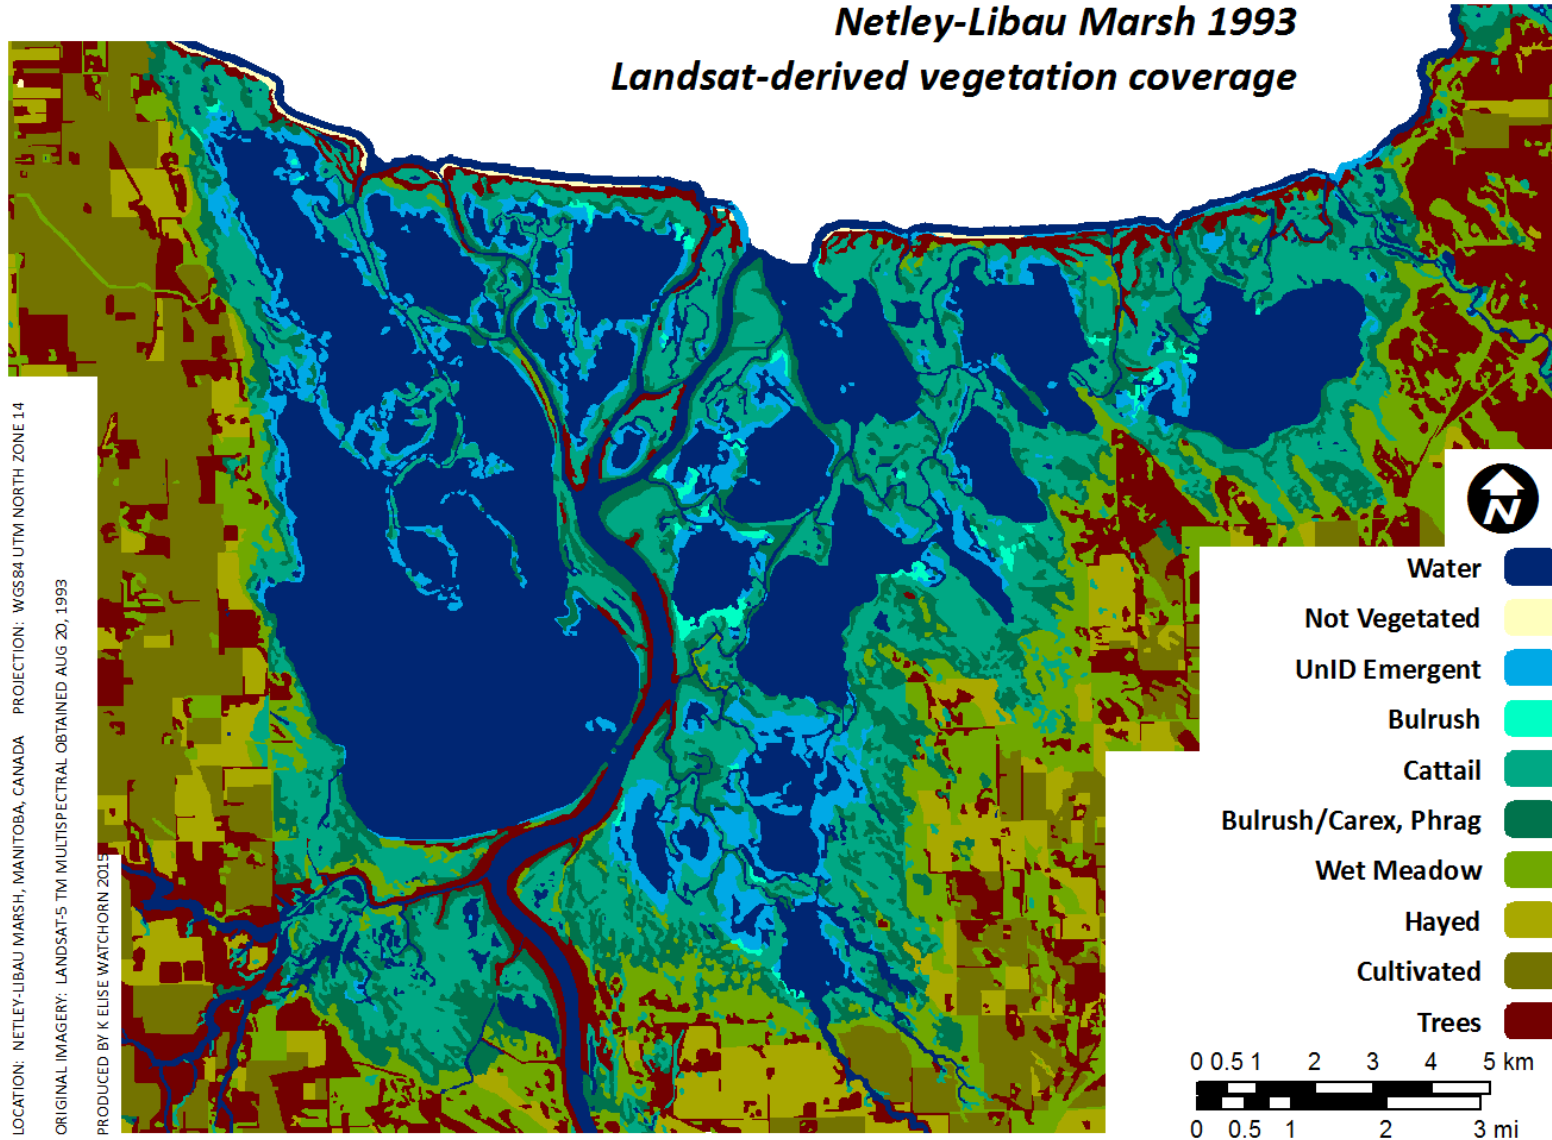 Netley-Libau Marsh 1993
Landsat-derived vegetation coverage
LOCATION: NETLEY-LIBAU MARSH, MANITOBA, CANADA PROJECTION: WGS84 UTM NORTH ZONE 14
ORIGINAL IMAGERY: LANDSAT-5 TM MULTISPECTRAL OBTAINED AUG 20, 1993
PRODUCED BY K ELISE WATCHORN 2015
N
Water
Not Vegetated
UnID Emergent
Bulrush
Cattail
Bulrush/Carex, Phrag
Wet Meadow
Hayed
Cultivated
Trees
0 0.5 1 2 3 4 5 km
0 0.5 1 2 3 mi